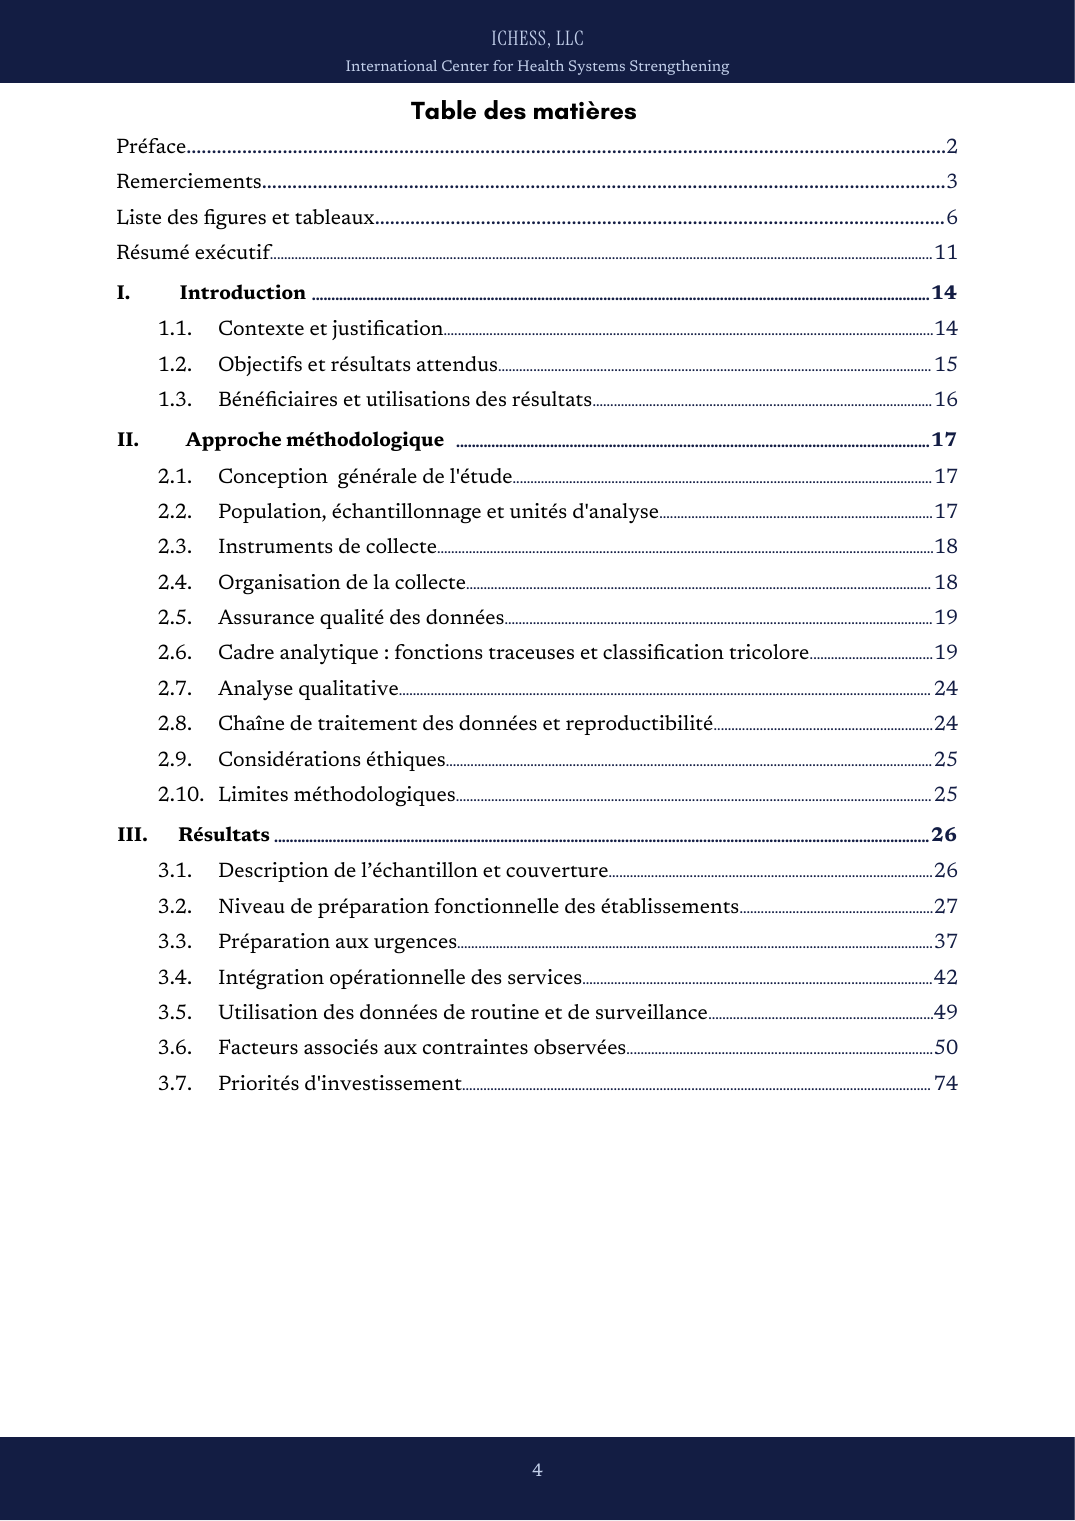 ICHESS, LLC
International Center for Health Systems Strengthening
Table des matières
Préface 2
Remerciements 3
Liste des figures et tableaux 6
Résumé exécutif 11
I. Introduction 14
1.1. Contexte et justification 14
1.2. Objectifs et résultats attendus 15
1.3. Bénéficiaires et utilisations des résultats 16
II. Approche méthodologique 17
2.1. Conception générale de l'étude 17
2.2. Population, échantillonnage et unités d'analyse 17
2.3. Instruments de collecte 18
2.4. Organisation de la collecte 18
2.5. Assurance qualité des données 19
2.6. Cadre analytique : fonctions traceuses et classification tricolore 19
2.7. Analyse qualitative 24
2.8. Chaîne de traitement des données et reproductibilité 24
2.9. Considérations éthiques 25
2.10. Limites méthodologiques 25
III. Résultats 26
3.1. Description de l’échantillon et couverture 26
3.2. Niveau de préparation fonctionnelle des établissements 27
3.3. Préparation aux urgences 37
3.4. Intégration opérationnelle des services 42
3.5. Utilisation des données de routine et de surveillance 49
3.6. Facteurs associés aux contraintes observées 50
3.7. Priorités d'investissement 74
4